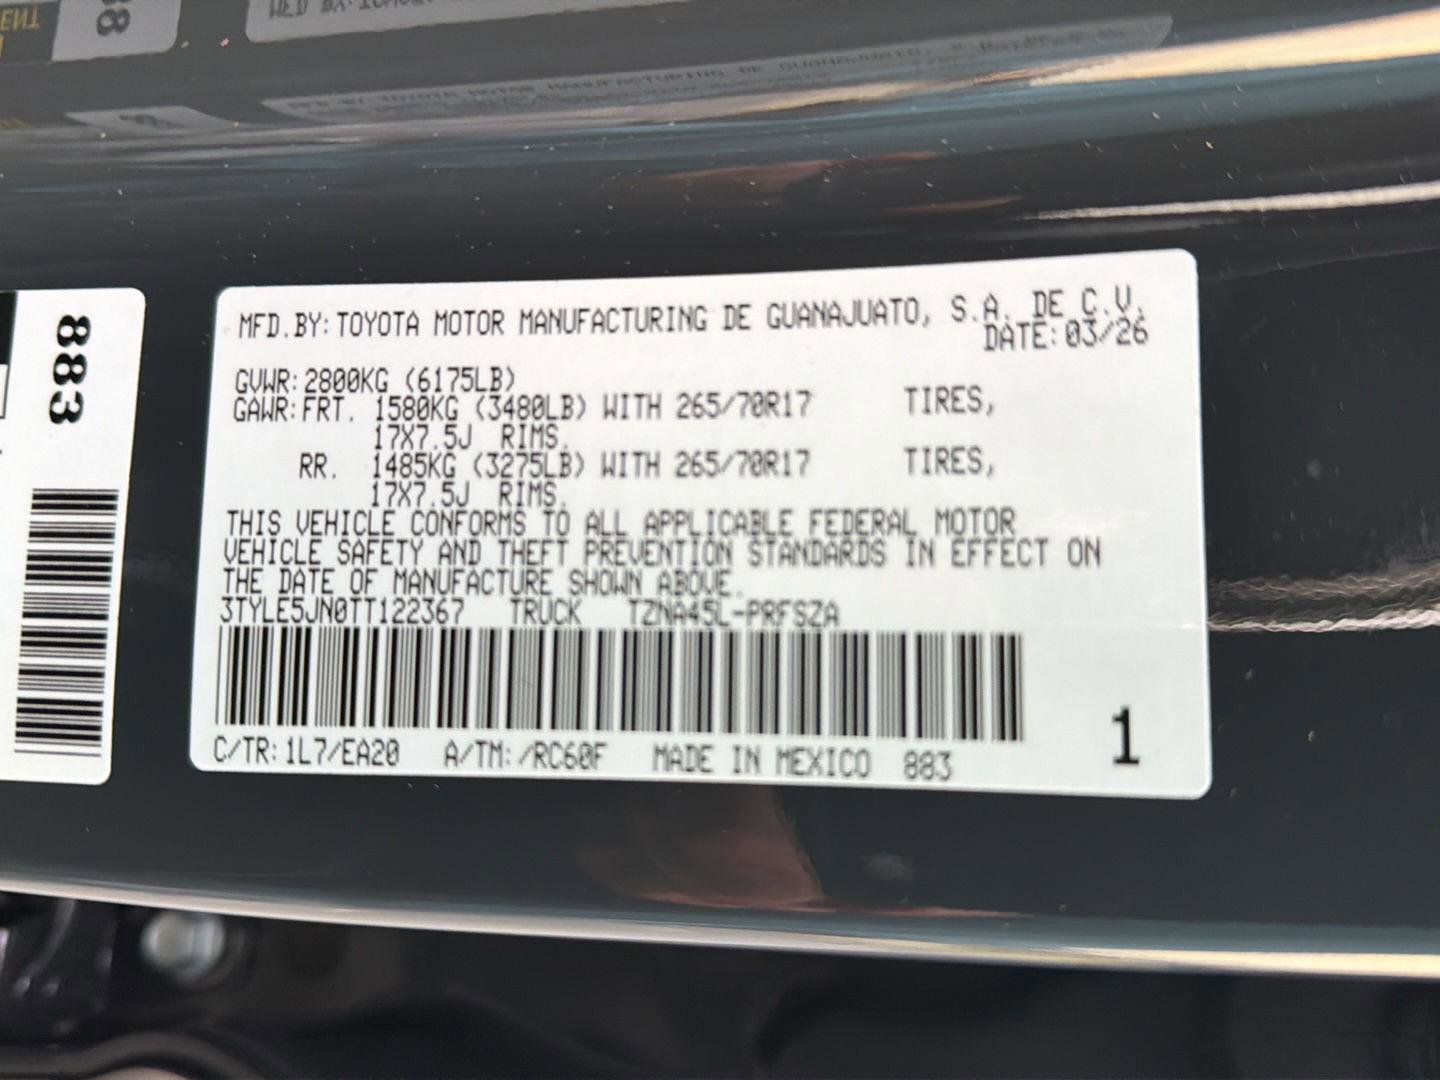 MFD.BY:TOYOTA MOTOR MANUFACTURING DE GUANAJUATO, S.A. DE C.V.
DATE:03/26
GVWR:2800KG (6175LB)
GAWR:FRT. 1580KG (3480LB) WITH 265/70R17 TIRES,
17X7.5J RIMS.
RR. 1485KG (3275LB) WITH 265/70R17 TIRES,
17X7.5J RIMS.
THIS VEHICLE CONFORMS TO ALL APPLICABLE FEDERAL MOTOR
VEHICLE SAFETY AND THEFT PREVENTION STANDARDS IN EFFECT ON
THE DATE OF MANUFACTURE SHOWN ABOVE.
3TYLE5JN0TT122367 TRUCK TZNA45L-PRFSZA
C/TR:1L7/EA20 A/TM:/RC60F MADE IN MEXICO 883
1
883